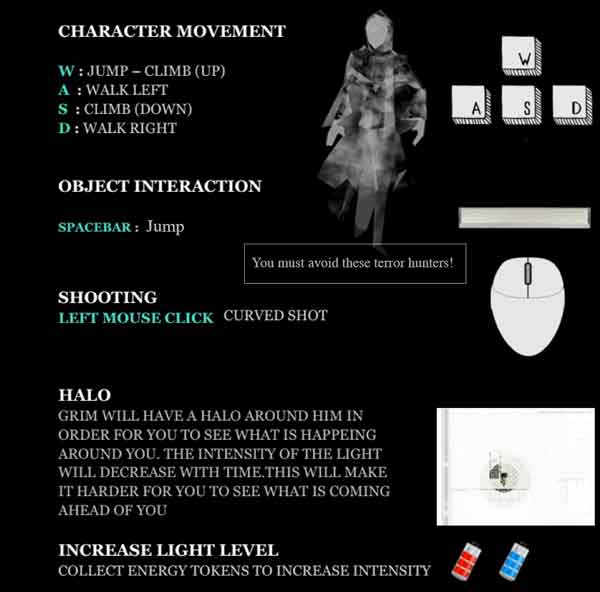 CHARACTER MOVEMENT
W : JUMP – CLIMB (UP)
A : WALK LEFT
S : CLIMB (DOWN)
D : WALK RIGHT
W
A S D
OBJECT INTERACTION
SPACEBAR : Jump
You must avoid these terror hunters!
SHOOTING
LEFT MOUSE CLICK CURVED SHOT
HALO
GRIM WILL HAVE A HALO AROUND HIM IN
ORDER FOR YOU TO SEE WHAT IS HAPPEING
AROUND YOU. THE INTENSITY OF THE LIGHT
WILL DECREASE WITH TIME.THIS WILL MAKE
IT HARDER FOR YOU TO SEE WHAT IS COMING
AHEAD OF YOU
INCREASE LIGHT LEVEL
COLLECT ENERGY TOKENS TO INCREASE INTENSITY